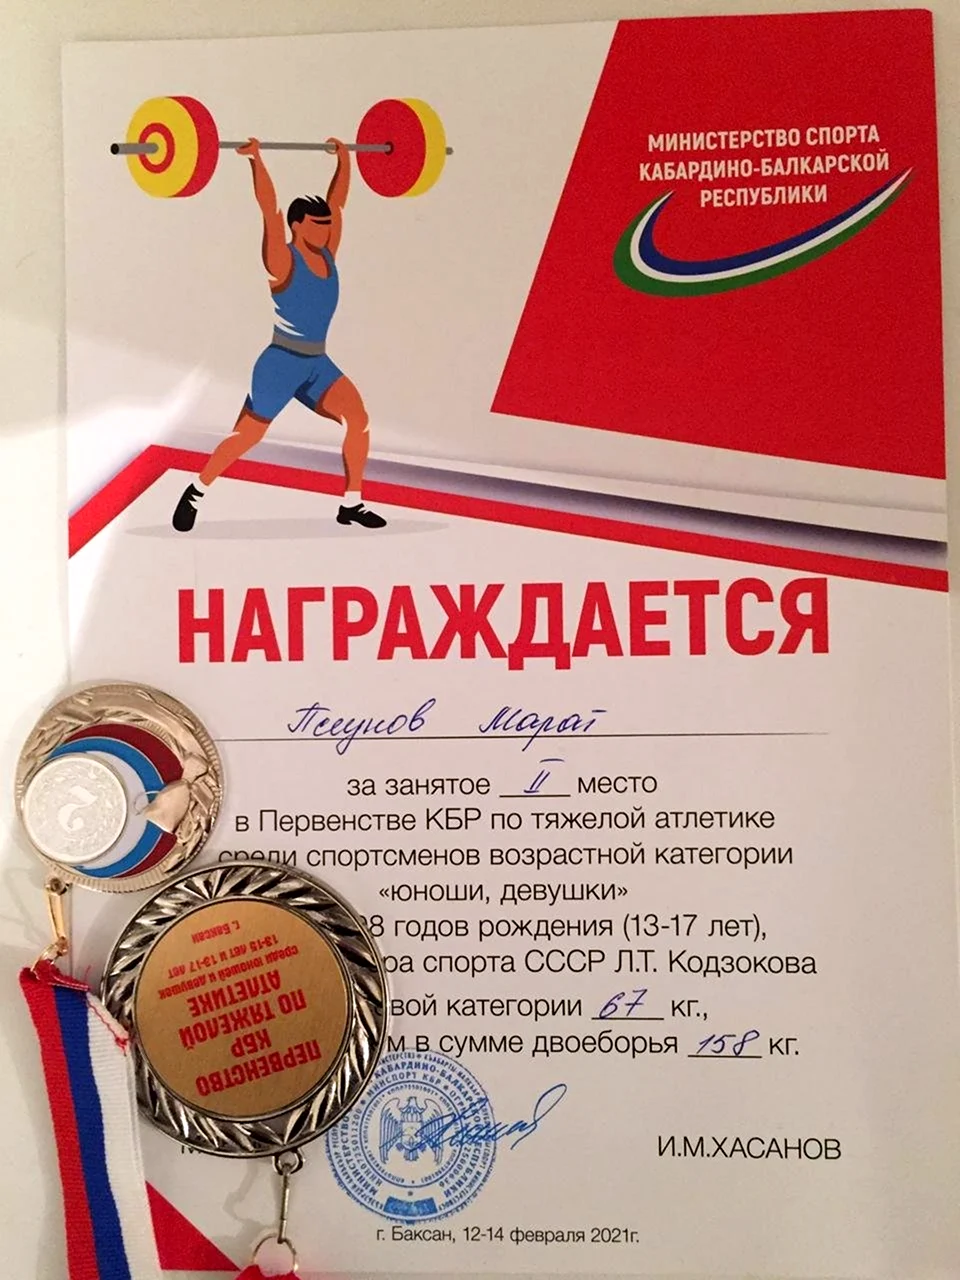 МИНИСТЕРСТВО СПОРТА
КАБАРДИНО-БАЛКАРСКОЙ
РЕСПУБЛИКИ
НАГРАЖДАЕТСЯ
Псунов Марат
за занятое II место
в Первенстве КБР по тяжелой атлетике
среди спортсменов возрастной категории
«юноши, девушки»
8 годов рождения (13-17 лет),
ра спорта СССР Л.Т. Кодзокова
вой категории 67 кг.,
м в сумме двоеборья 158 кг.
И.М.ХАСАНОВ
г. Баксан, 12-14 февраля 2021г.
2
ПЕРВЕНСТВО
КБР
ПО ТЯЖЕЛОЙ
АТЛЕТИКЕ
среди юношей и девушек
13-15 лет и 13-17 лет
г. Баксан